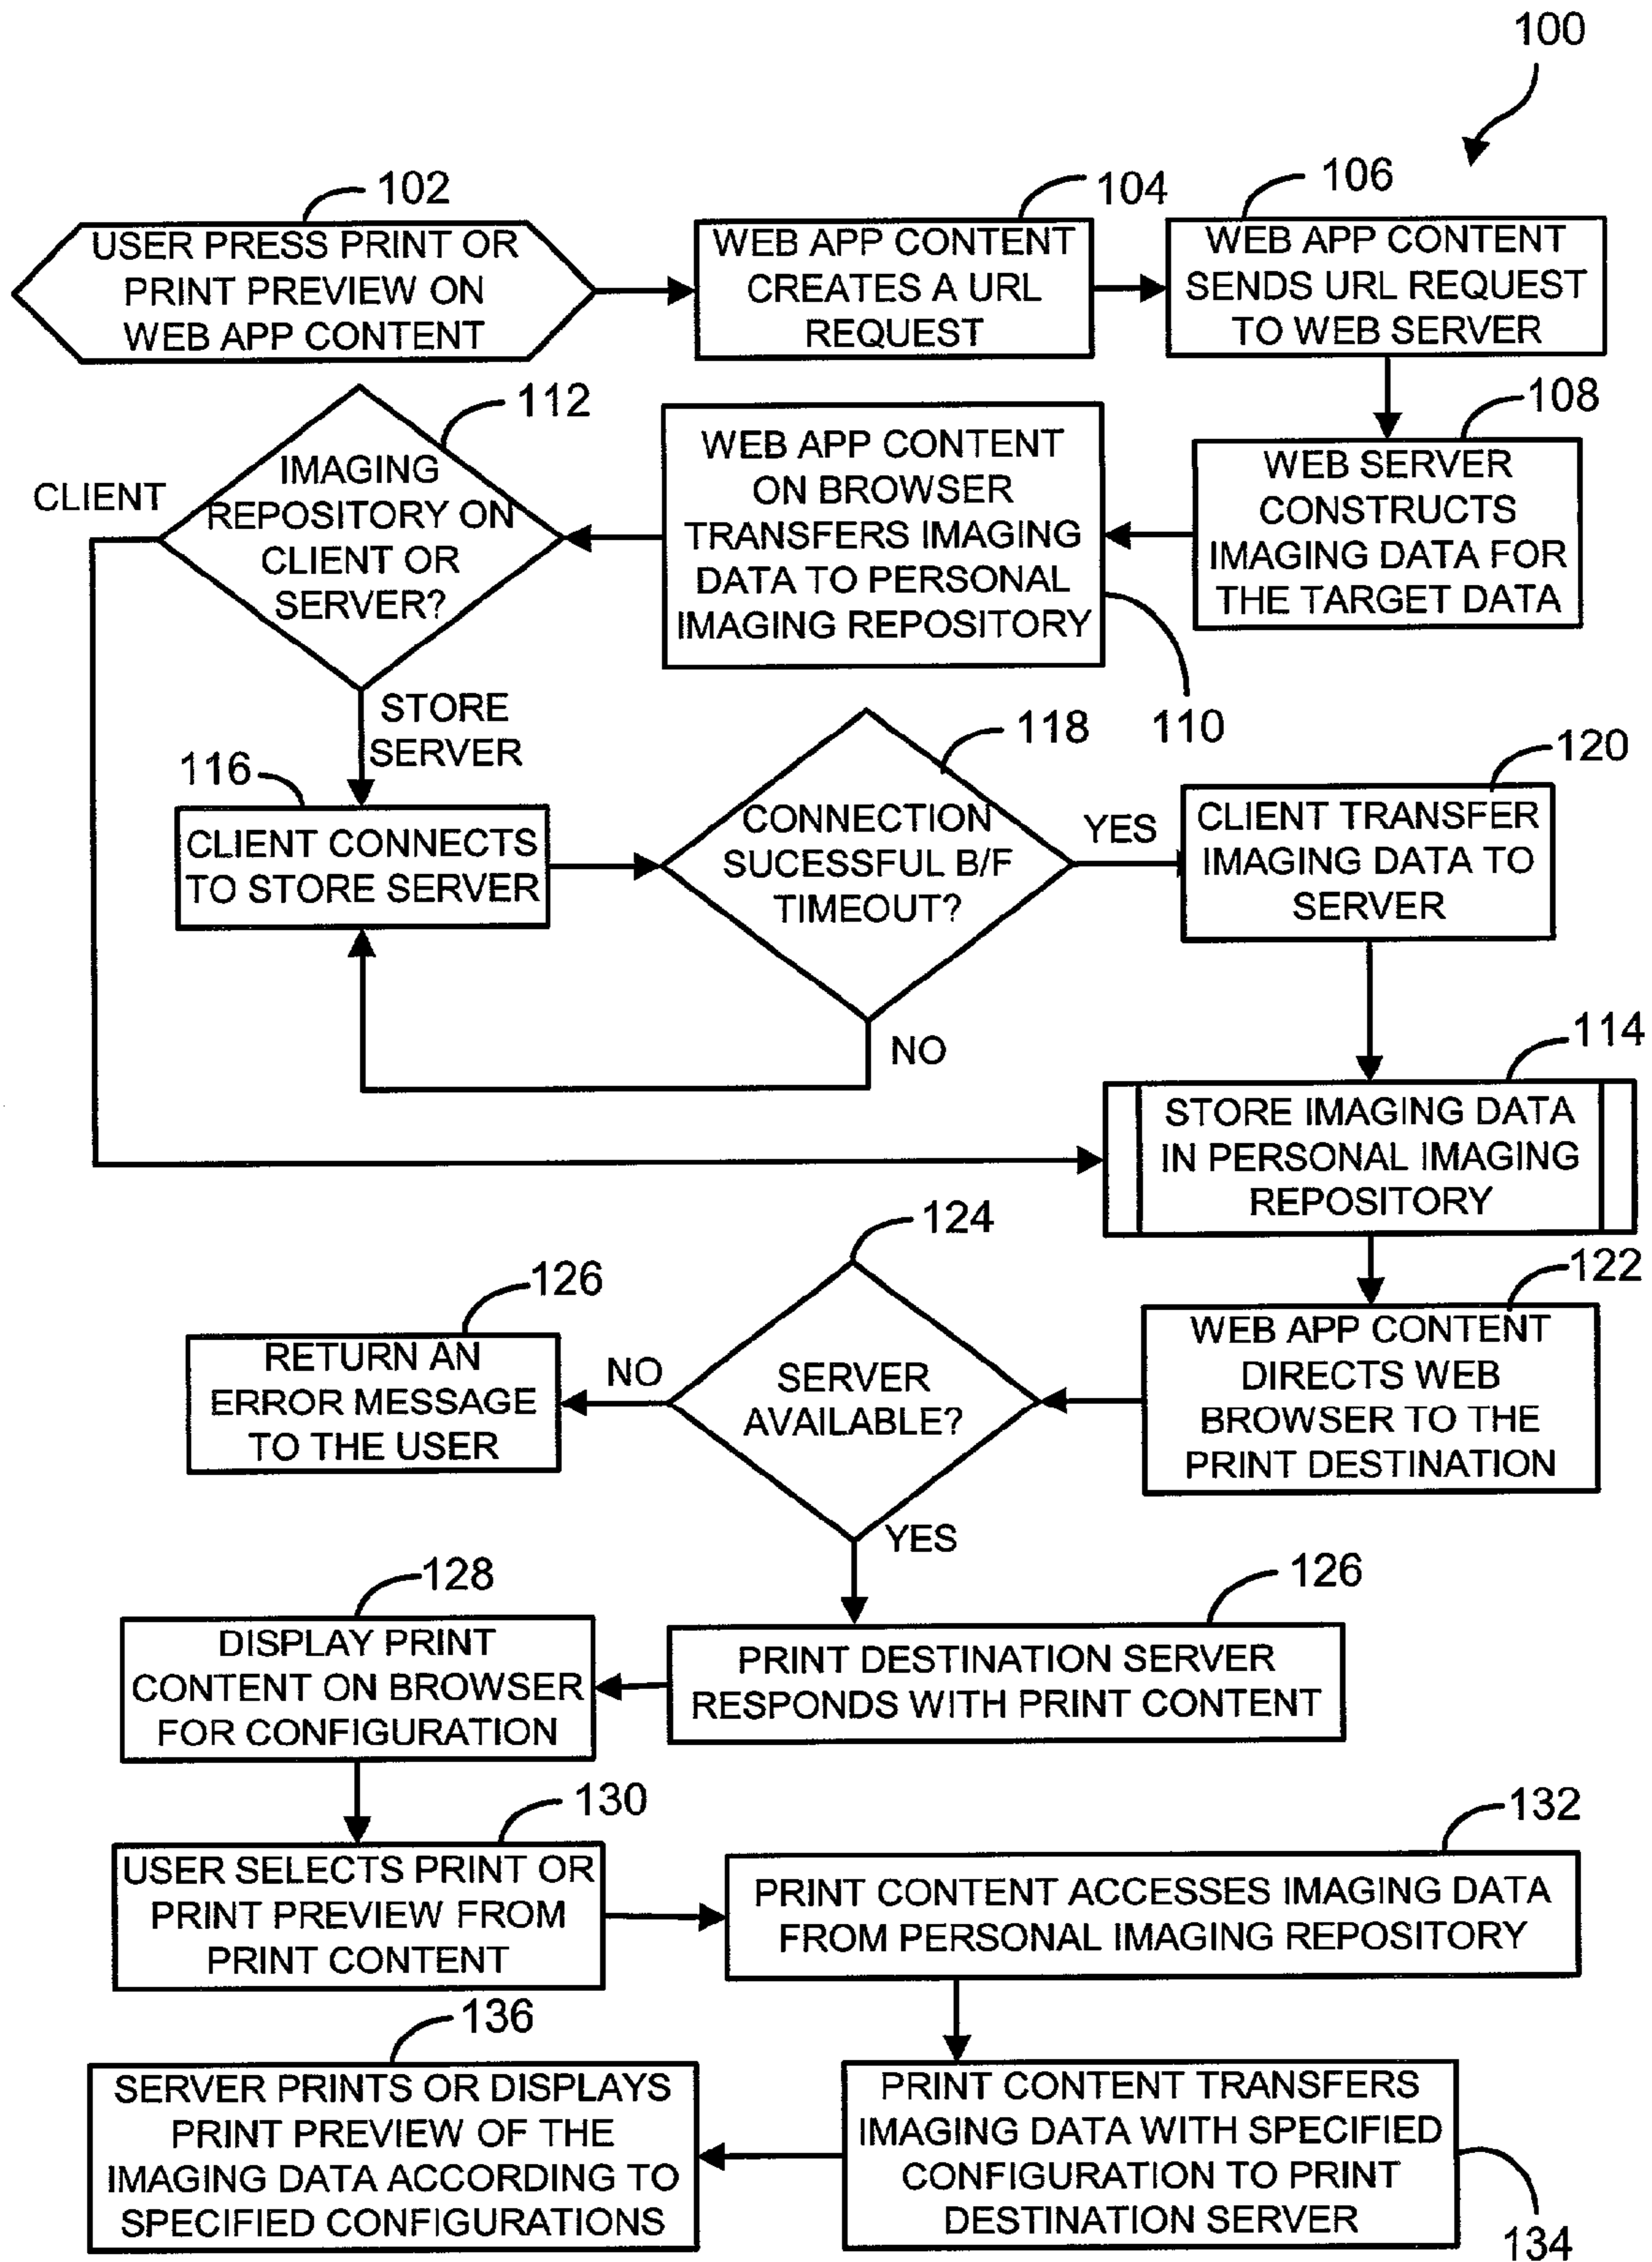 100
102
USER PRESS PRINT OR
PRINT PREVIEW ON
WEB APP CONTENT
104
WEB APP CONTENT
CREATES A URL
REQUEST
106
WEB APP CONTENT
SENDS URL REQUEST
TO WEB SERVER
108
WEB SERVER
CONSTRUCTS
IMAGING DATA FOR
THE TARGET DATA
WEB APP CONTENT
ON BROWSER
TRANSFERS IMAGING
DATA TO PERSONAL
IMAGING REPOSITORY
110
112
IMAGING
REPOSITORY ON
CLIENT OR
SERVER?
CLIENT
STORE
SERVER
116
CLIENT CONNECTS
TO STORE SERVER
118
CONNECTION
SUCESSFUL B/F
TIMEOUT?
YES
NO
120
CLIENT TRANSFER
IMAGING DATA TO
SERVER
114
STORE IMAGING DATA
IN PERSONAL IMAGING
REPOSITORY
122
WEB APP CONTENT
DIRECTS WEB
BROWSER TO THE
PRINT DESTINATION
124
SERVER
AVAILABLE?
NO
YES
126
RETURN AN
ERROR MESSAGE
TO THE USER
126
PRINT DESTINATION SERVER
RESPONDS WITH PRINT CONTENT
128
DISPLAY PRINT
CONTENT ON BROWSER
FOR CONFIGURATION
130
USER SELECTS PRINT OR
PRINT PREVIEW FROM
PRINT CONTENT
132
PRINT CONTENT ACCESSES IMAGING DATA
FROM PERSONAL IMAGING REPOSITORY
PRINT CONTENT TRANSFERS
IMAGING DATA WITH SPECIFIED
CONFIGURATION TO PRINT
DESTINATION SERVER
134
136
SERVER PRINTS OR DISPLAYS
PRINT PREVIEW OF THE
IMAGING DATA ACCORDING TO
SPECIFIED CONFIGURATIONS